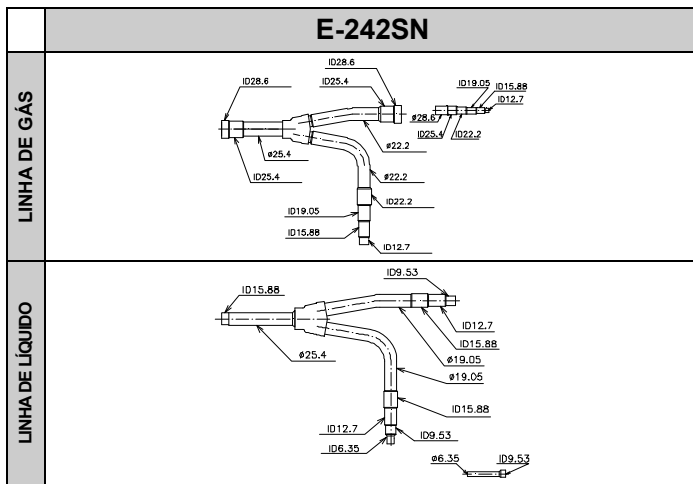 E-242SN
LINHA DE GÁS
ID28.6
ID28.6
ID25.4
ID19.05
ID15.88
ID12.7
ø28.6
ID25.4
ID22.2
ø22.2
ø25.4
ID25.4
ø22.2
ID22.2
ID19.05
ID15.88
ID12.7
LINHA DE LÍQUIDO
ID9.53
ID15.88
ID12.7
ID15.88
ø25.4
ø19.05
ø19.05
ID15.88
ID12.7
ID9.53
ID6.35
ø6.35
ID9.53